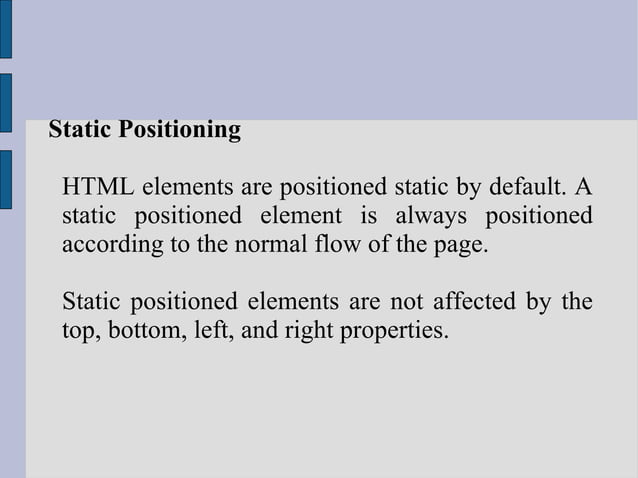 Static Positioning
HTML elements are positioned static by default. A
static positioned element is always positioned
according to the normal flow of the page.
Static positioned elements are not affected by the
top, bottom, left, and right properties.